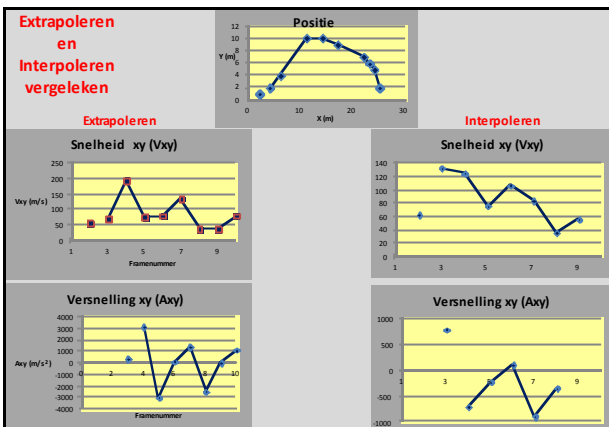 Extrapoleren
en
Interpoleren
vergeleken
Positie
Y (m)
12
10
8
6
4
2
0
0 10 20 30
X (m)
Extrapoleren
Interpoleren
Snelheid xy (Vxy)
250
200
150
100
50
0
Vxy (m/s)
1 3 5 7 9
Framenummer
Snelheid xy (Vxy)
140
120
100
80
60
40
20
0
1 3 5 7 9
Versnelling xy (Axy)
4000
3000
2000
1000
0
-1000
-2000
-3000
-4000
Axy (m/s²)
0 2 4 6 8 10
Framenummer
Versnelling xy (Axy)
1000
500
0
-500
-1000
1 3 5 7 9